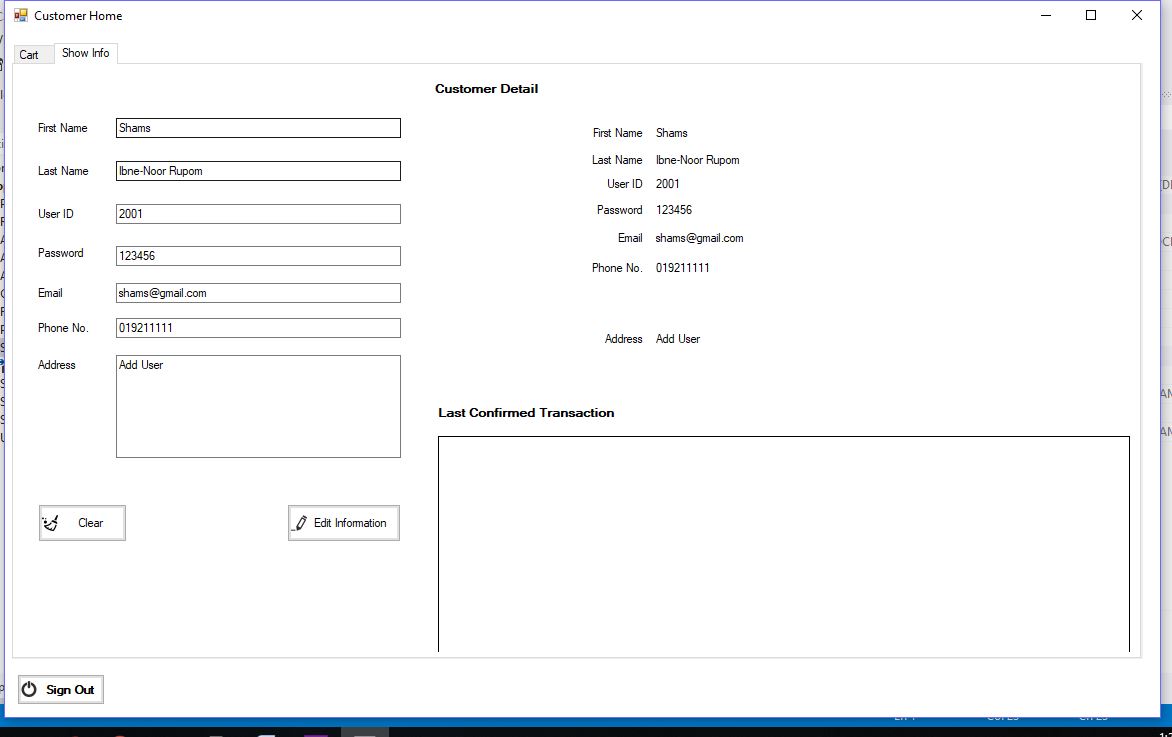 Customer Home
Cart
Show Info
First Name Shams
Last Name Ibne-Noor Rupom
User ID 2001
Password 123456
Email shams@gmail.com
Phone No. 019211111
Address Add User
Clear
Edit Information
Customer Detail
First Name Shams
Last Name Ibne-Noor Rupom
User ID 2001
Password 123456
Email shams@gmail.com
Phone No. 019211111
Address Add User
Last Confirmed Transaction
Sign Out